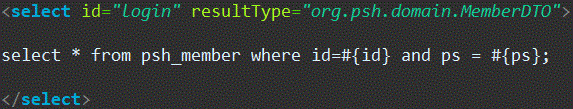 <select id="login" resultType="org.psh.domain.MemberDTO">
select * from psh_member where id=#{id} and ps = #{ps};
</select>